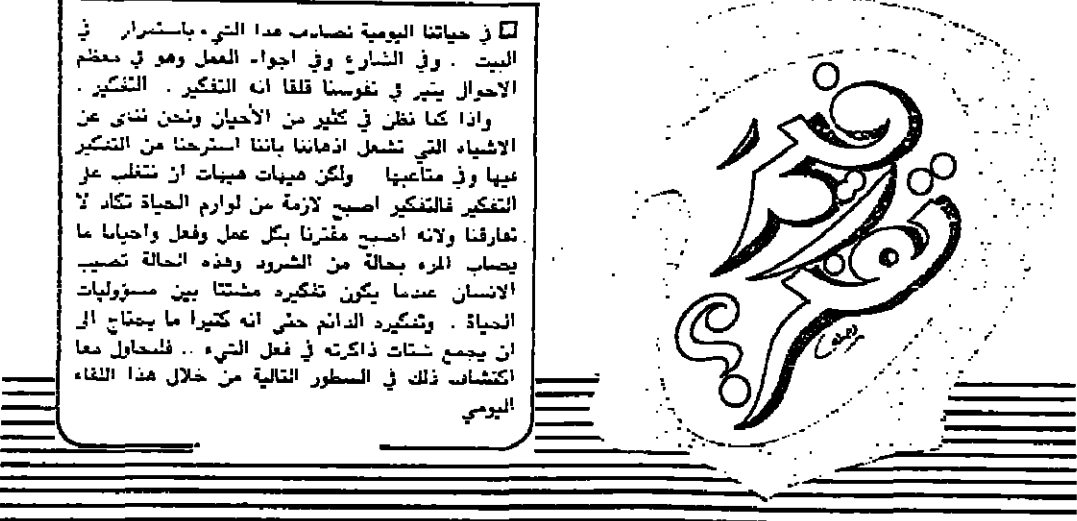 في حياتنا اليومية نصادف هذا الشيء باستمرار في
البيت . وفي الشارع وفي اجواء العمل وهو في معظم
الاحوال يثير في نفوسنا قلقا انه التفكير . التفكير .
واذا كنا نظن في كثير من الأحيان ونحن ننأى عن
الاشياء التي تشغل اذهاننا باننا استرحنا من التفكير
فيها وفي متاعبها ولكن هيهات هيهات ان نتغلب على
التفكير فالتفكير اصبح لازمة من لوازم الحياة تكاد لا
تفارقنا ولانه اصبح مقترنا بكل عمل وفعل واحيانا ما
يصاب المرء بحالة من الشرود وهذه الحالة تصيب
الانسان عندما يكون تفكيره مشتتا بين مسؤوليات
الحياة . وتفكيره الدائم حتى انه كثيرا ما يحتاج الى
ان يجمع شتات ذاكرته في فعل الشيء .. فلنحاول معا
اكتشاف ذلك في السطور التالية من خلال هذا اللقاء
اليومي